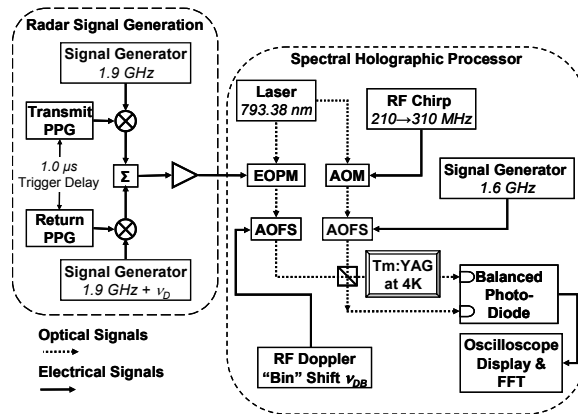 Radar Signal Generation
Signal Generator
1.9 GHz
Transmit
PPG
1.0 µs
Trigger Delay
Σ
Return
PPG
Signal Generator
1.9 GHz + νD
Optical Signals
Electrical Signals
Spectral Holographic Processor
Laser
793.38 nm
RF Chirp
210→310 MHz
Signal Generator
1.6 GHz
EOPM
AOM
AOFS
AOFS
Tm:YAG
at 4K
Balanced
Photo-
Diode
RF Doppler
“Bin” Shift νDB
Oscilloscope
Display &
FFT